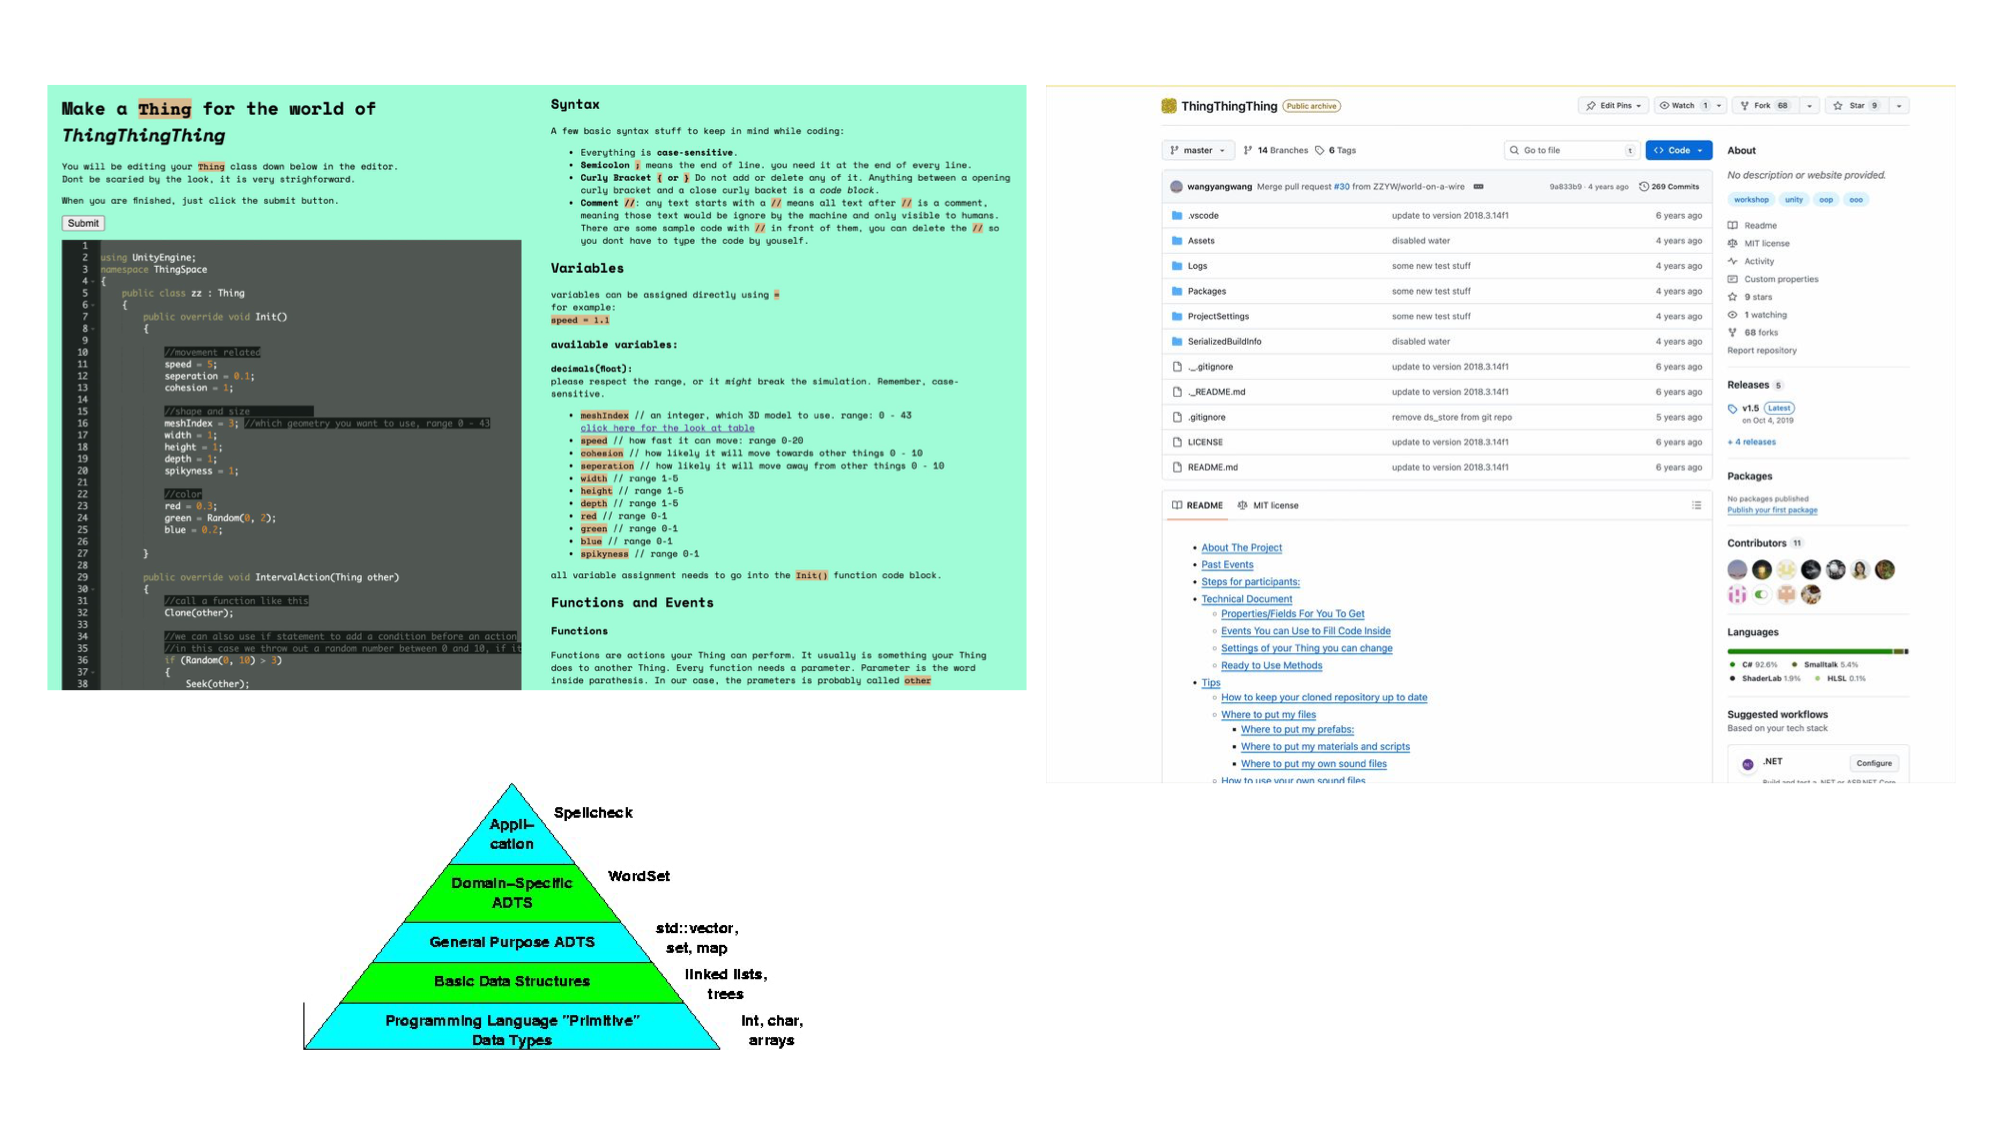 Make a Thing for the world of
ThingThingThing
You will be editing your Thing class down below in the editor.
Dont be scaried by the look, it is very strighforward.
When you are finished, just click the submit button.
Submit
1
2 using UnityEngine;
3 namespace ThingSpace
4 {
5 public class zz : Thing
6 {
7 public override void Init()
8 {
9
10 //movement related
11 speed = 5;
12 seperation = 0.1;
13 cohesion = 1;
14
15 //shape and size
16 meshIndex = 3; //which geometry you want to use, range 0 - 43
17 width = 1;
18 height = 1;
19 depth = 1;
20 spikyness = 1;
21
22 //color
23 red = 0.3;
24 green = Random(0, 2);
25 blue = 0.2;
26
27 }
28
29 public override void IntervalAction(Thing other)
30 {
31 //call a function like this
32 Clone(other);
33
34 //we can also use if statement to add a condition before an action
35 //in this case we throw out a random number between 0 and 10, if it
36 if (Random(0, 10) > 3)
37 {
38 Seek(other);
Syntax
A few basic syntax stuff to keep in mind while coding:
• Everything is case-sensitive.
• Semicolon ; means the end of line. you need it at the end of every line.
• Curly Bracket { or } Do not add or delete any of it. Anything between a opening
curly bracket and a close curly backet is a code block.
• Comment //: any text starts with a // means all text after // is a comment,
meaning those text would be ignore by the machine and only visible to humans.
There are some sample code with // in front of them, you can delete the // so
you dont have to type the code by youself.
Variables
variables can be assigned directly using =
for example:
speed = 1.1
available variables:
decimals(float):
please respect the range, or it might break the simulation. Remember, case-
sensitive.
• meshIndex // an integer, which 3D model to use. range: 0 - 43
click here for the look at table
• speed // how fast it can move: range 0-20
• cohesion // how likely it will move towards other things 0 - 10
• seperation // how likely it will move away from other things 0 - 10
• width // range 1-5
• height // range 1-5
• depth // range 1-5
• red // range 0-1
• green // range 0-1
• blue // range 0-1
• spikyness // range 0-1
all variable assignment needs to go into the Init() function code block.
Functions and Events
Functions
Functions are actions your Thing can perform. It usually is something your Thing
does to another Thing. Every function needs a parameter. Parameter is the word
inside parathesis. In our case, the prameters is probably called other
ThingThingThing Public archive
Edit Pins Watch 1 Fork 68 Star 9
master 14 Branches 6 Tags Go to file t Code
wangyangwang Merge pull request #30 from ZZYW/world-on-a-wire 9a833b9 · 4 years ago 269 Commits
.vscode update to version 2018.3.14f1 6 years ago
Assets disabled water 4 years ago
Logs some new test stuff 4 years ago
Packages some new test stuff 4 years ago
ProjectSettings some new test stuff 4 years ago
SerializedBuildInfo disabled water 4 years ago
._.gitignore update to version 2018.3.14f1 6 years ago
._README.md update to version 2018.3.14f1 6 years ago
.gitignore remove ds_store from git repo 5 years ago
LICENSE update to version 2018.3.14f1 6 years ago
README.md update to version 2018.3.14f1 6 years ago
README MIT license
• About The Project
• Past Events
• Steps for participants:
• Technical Document
Properties/Fields For You To Get
Events You can Use to Fill Code Inside
Settings of your Thing you can change
Ready to Use Methods
• Tips
How to keep your cloned repository up to date
Where to put my files
Where to put my prefabs:
Where to put my materials and scripts
Where to put my own sound files
How to use your own sound files
About
No description or website provided.
workshop unity oop ooo
Readme
MIT license
Activity
Custom properties
9 stars
1 watching
68 forks
Report repository
Releases 5
v1.5 Latest
on Oct 4, 2019
+ 4 releases
Packages
No packages published
Publish your first package
Contributors 11
Languages
C# 92.6% Smalltalk 5.4%
ShaderLab 1.9% HLSL 0.1%
Suggested workflows
Based on your tech stack
.NET Configure
Build and test a .NET or ASP.NET Core
Appli–
cation
Spellcheck
Domain–Specific
ADTS
WordSet
General Purpose ADTS
std::vector,
set, map
Basic Data Structures
linked lists,
trees
Programming Language "Primitive"
Data Types
int, char,
arrays